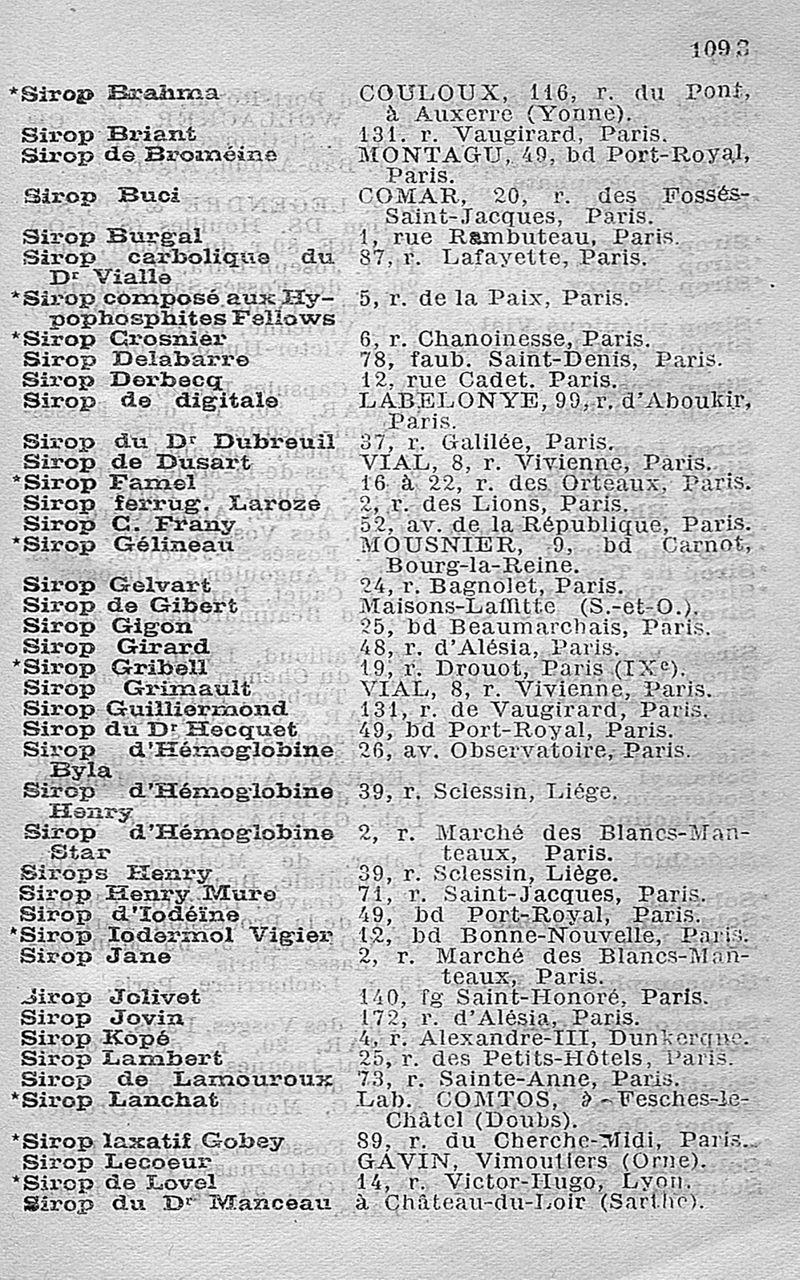 1093
*Sirop Brahma COULOUX, 116, r. du Pont,
à Auxerre (Yonne).
Sirop Briant 131. r. Vaugirard, Paris.
Sirop de Broméine MONTAGU, 49, bd Port-Royal,
Paris.
Sirop Buci COMAR, 20, r. des Fossés-
Saint-Jacques, Paris.
Sirop Burgal 1, rue Rambuteau, Paris.
Sirop carbolique du 87, r. Lafayette, Paris.
Dr Vialle
*Sirop composé aux Hy- 5, r. de la Paix, Paris.
pophosphites Fellows
*Sirop Crosnier 6, r. Chanoinesse, Paris.
Sirop Delabarre 78, faub. Saint-Denis, Paris.
Sirop Derbecq 12, rue Cadet. Paris.
Sirop de digitale LABELONYE, 99, r. d'Aboukir,
Paris.
Sirop du Dr Dubreuil 37, r. Galilée, Paris.
Sirop de Dusart VIAL, 8, r. Vivienne, Paris.
*Sirop Famel 16 à 22, r. des Orteaux, Paris.
Sirop ferrug. Laroze 2, r. des Lions, Paris.
Sirop C. Frany 52, av. de la République, Paris.
*Sirop Gélineau MOUSNIER, 9, bd Carnot,
Bourg-la-Reine.
Sirop Gelvart 24, r. Bagnolet, Paris.
Sirop de Gibert Maisons-Laffitte (S.-et-O.).
Sirop Gigon 25, bd Beaumarchais, Paris.
Sirop Girard 48, r. d'Alésia, Paris.
*Sirop Gribell 19, r. Drouot, Paris (IXe).
Sirop Grimault VIAL, 8, r. Vivienne, Paris.
Sirop Guilliermond 131, r. de Vaugirard, Paris.
Sirop du Dr Hecquet 49, bd Port-Royal, Paris.
Sirop d'Hémoglobine 26, av. Observatoire, Paris.
Byla
Sirop d'Hémoglobine 39, r. Sclessin, Liége.
Henry
Sirop d'Hémoglobine 2, r. Marché des Blancs-Man-
Star teaux, Paris.
Sirops Henry 39, r. Sclessin, Liège.
Sirop Henry Mure 71, r. Saint-Jacques, Paris.
Sirop d'Iodéïne 49, bd Port-Royal, Paris.
*Sirop Iodermol Vigier 12, bd Bonne-Nouvelle, Paris.
Sirop Jane 2, r. Marché des Blancs-Man-
teaux, Paris.
Sirop Jolivet 140, fg Saint-Honoré, Paris.
Sirop Jovin 172, r. d'Alésia, Paris.
Sirop Kopé 4, r. Alexandre-III, Dunkerque.
Sirop Lambert 25, r. des Petits-Hôtels, Paris.
Sirop de Lamouroux 73, r. Sainte-Anne, Paris.
*Sirop Lanchat Lab. COMTOS, à Fesches-le-
Châtel (Doubs).
*Sirop laxatif Gobey 89, r. du Cherche-Midi, Paris.
Sirop Lecoeur GAVIN, Vimoutiers (Orne).
*Sirop de Lovel 14, r. Victor-Hugo, Lyon.
Sirop du Dr Manceau à Château-du-Loir (Sarthe).